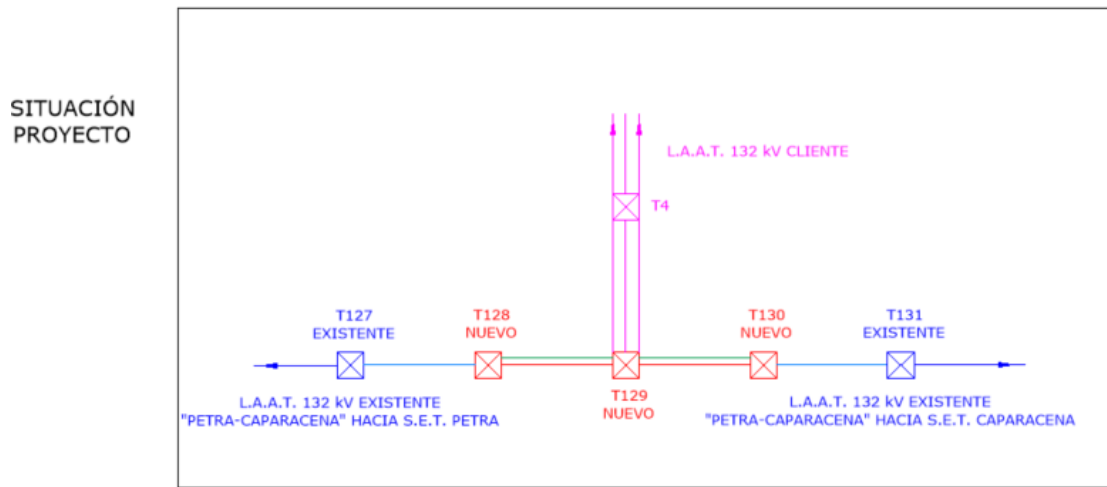 SITUACIÓN
PROYECTO
L.A.A.T. 132 kV CLIENTE
T4
T127
EXISTENTE
T128
NUEVO
T130
NUEVO
T131
EXISTENTE
T129
NUEVO
L.A.A.T. 132 kV EXISTENTE
"PETRA-CAPARACENA" HACIA S.E.T. PETRA
L.A.A.T. 132 kV EXISTENTE
"PETRA-CAPARACENA" HACIA S.E.T. CAPARACENA